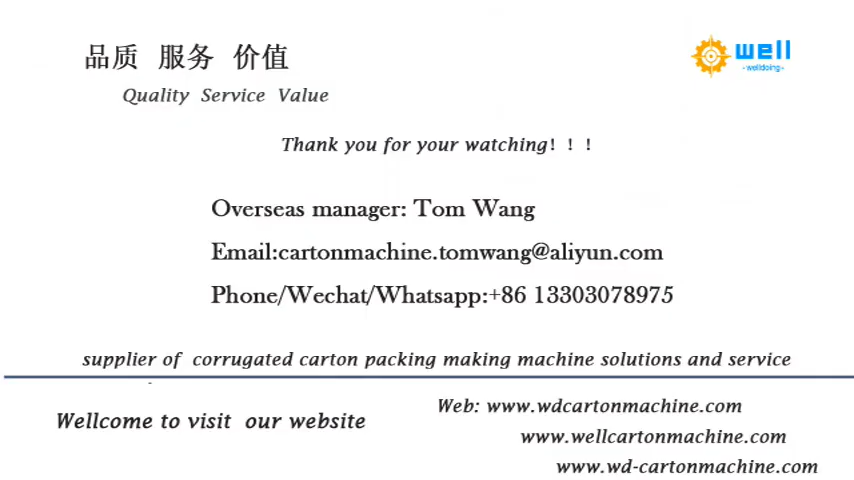 品质 服务 价值
well
-welldoing-
Quality Service Value
Thank you for your watching! ! !
Overseas manager: Tom Wang
Email:cartonmachine.tomwang@aliyun.com
Phone/Wechat/Whatsapp:+86 13303078975
supplier of corrugated carton packing making machine solutions and service
Wellcome to visit our website
Web: www.wdcartonmachine.com
www.wellcartonmachine.com
www.wd-cartonmachine.com